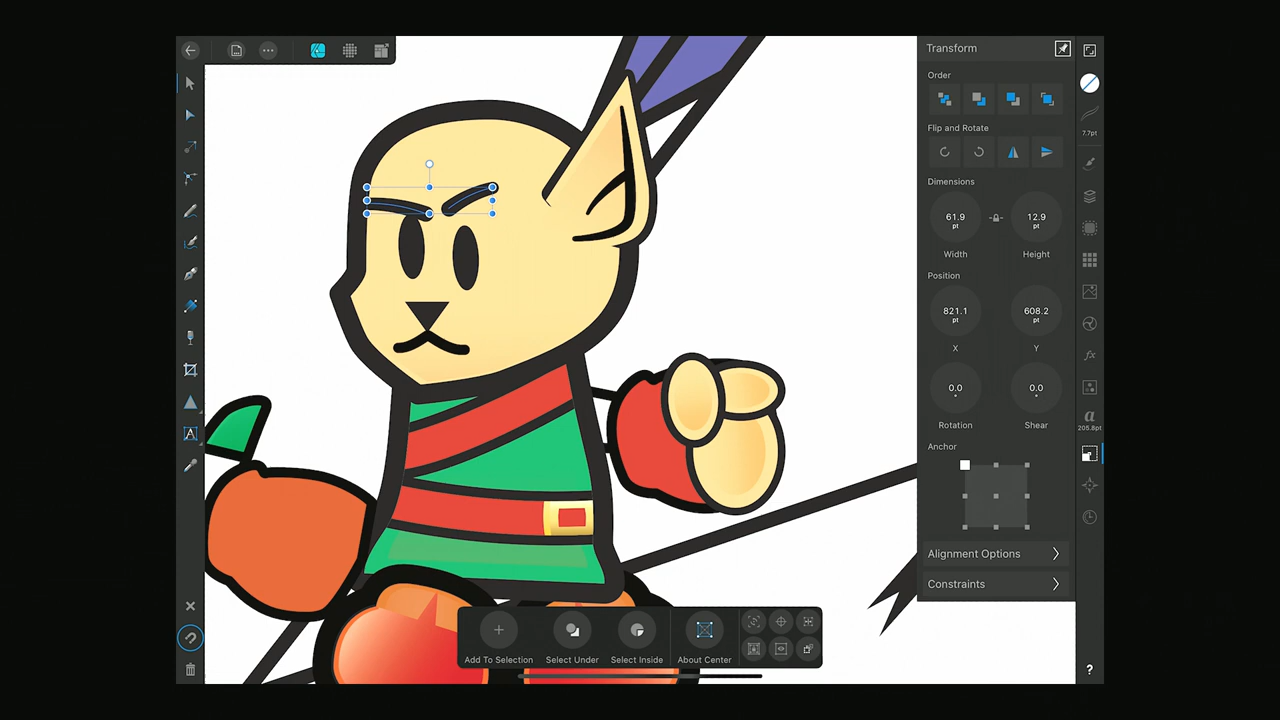 Transform
Order
Flip and Rotate
Dimensions
61.9 pt
12.9 pt
Width
Height
Position
821.1 pt
608.2 pt
X
Y
0.0
0.0
Rotation
Shear
Anchor
Alignment Options
Constraints
7.7pt
fx
A
a
205.8pt
?
Add To Selection
Select Under
Select Inside
About Center